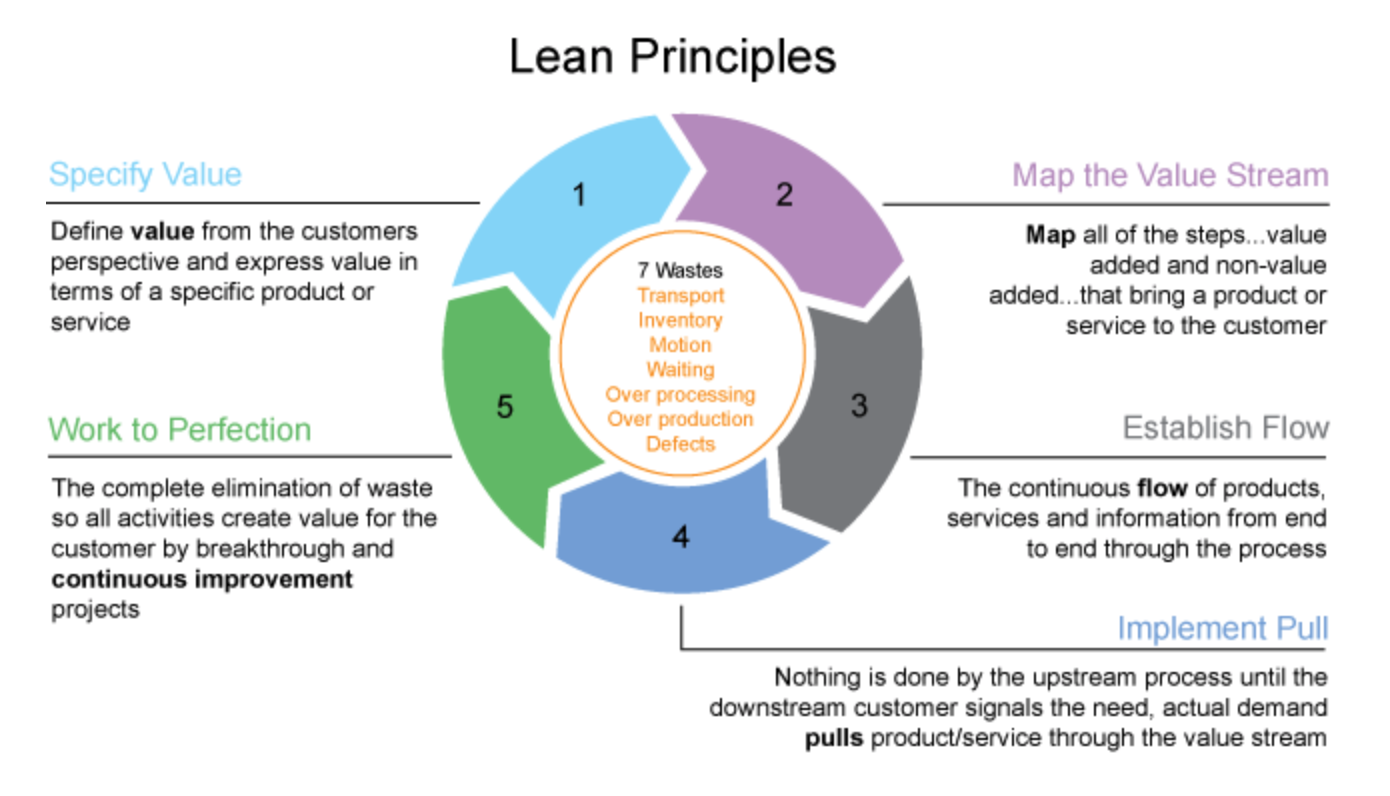 Lean Principles
Specify Value
Define value from the customers
perspective and express value in
terms of a specific product or
service
1
2
Map the Value Stream
Map all of the steps...value
added and non-value
added...that bring a product or
service to the customer
7 Wastes
Transport
Inventory
Motion
Waiting
Over processing
Over production
Defects
3
Establish Flow
The continuous flow of products,
services and information from end
to end through the process
4
Implement Pull
Nothing is done by the upstream process until the
downstream customer signals the need, actual demand
pulls product/service through the value stream
5
Work to Perfection
The complete elimination of waste
so all activities create value for the
customer by breakthrough and
continuous improvement
projects